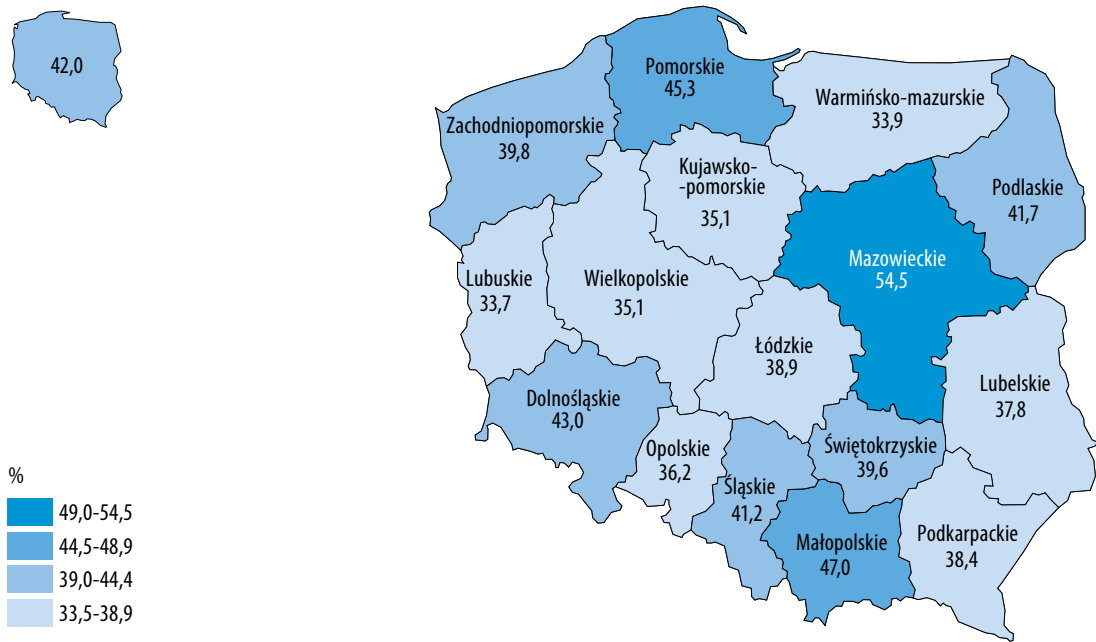 42,0
Pomorskie
45,3
Warmińsko-mazurskie
33,9
Zachodniopomorskie
39,8
Kujawsko-
-pomorskie
35,1
Podlaskie
41,7
Mazowieckie
54,5
Lubuskie
33,7
Wielkopolskie
35,1
Łódzkie
38,9
Lubelskie
37,8
Dolnośląskie
43,0
Opolskie
36,2
Śląskie
41,2
Świętokrzyskie
39,6
Małopolskie
47,0
Podkarpackie
38,4
%
49,0-54,5
44,5-48,9
39,0-44,4
33,5-38,9